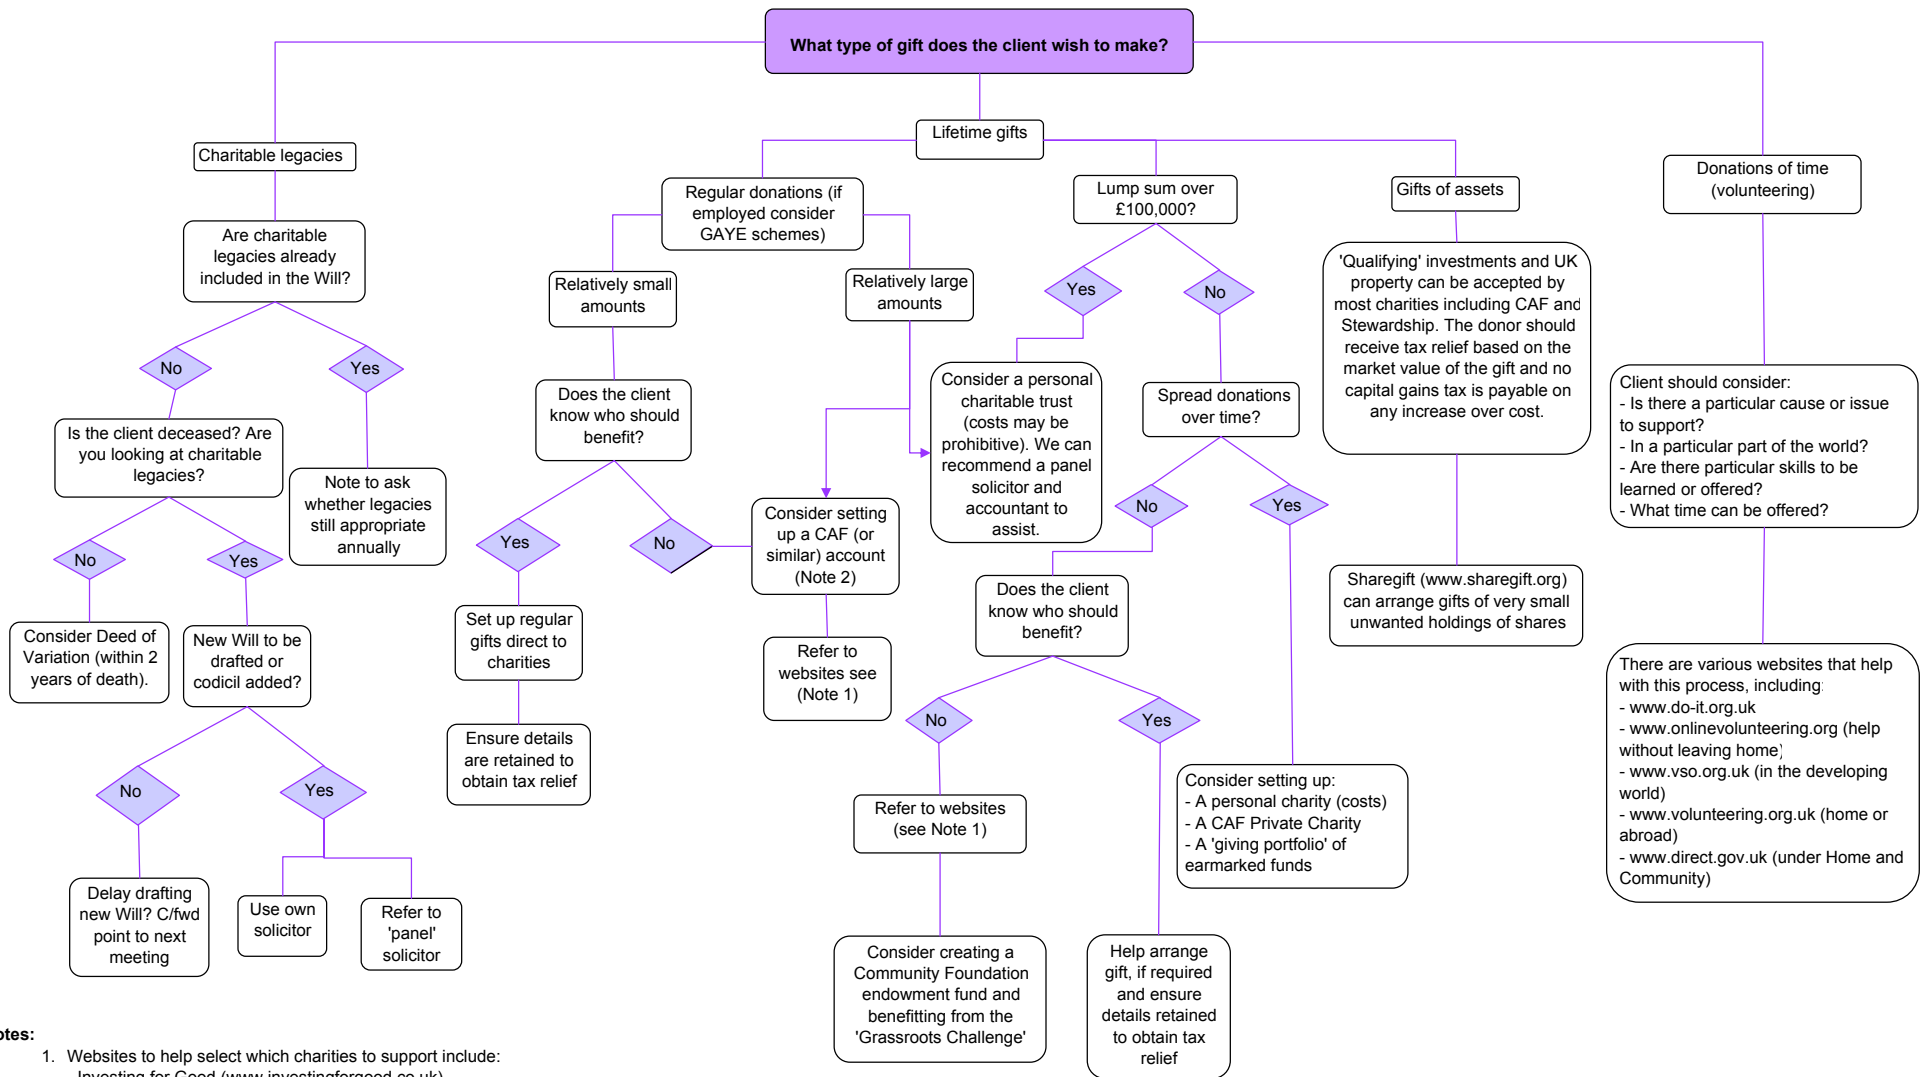 What type of gift does the client wish to make?
Charitable legacies
Lifetime gifts
Donations of time
(volunteering)
Regular donations (if
employed consider
GAYE schemes)
Lump sum over
£100,000?
Gifts of assets
Are charitable
legacies already
included in the Will?
Relatively small
amounts
Relatively large
amounts
Yes
No
'Qualifying' investments and UK
property can be accepted by
most charities including CAF and
Stewardship. The donor should
receive tax relief based on the
market value of the gift and no
capital gains tax is payable on
any increase over cost.
No
Yes
Does the client
know who should
benefit?
Consider a personal
charitable trust
(costs may be
prohibitive). We can
recommend a panel
solicitor and
accountant to
assist.
Spread donations
over time?
Client should consider:
- Is there a particular cause or issue
to support?
- In a particular part of the world?
- Are there particular skills to be
learned or offered?
- What time can be offered?
Is the client deceased? Are
you looking at charitable
legacies?
Note to ask
whether legacies
still appropriate
annually
No
Yes
Yes
No
Consider setting
up a CAF (or
similar) account
(Note 2)
No
Yes
Consider Deed of
Variation (within 2
years of death).
New Will to be
drafted or
codicil added?
Set up regular
gifts direct to
charities
Refer to
websites see
(Note 1)
Does the client
know who should
benefit?
Sharegift (www.sharegift.org)
can arrange gifts of very small
unwanted holdings of shares
There are various websites that help
with this process, including:
- www.do-it.org.uk
- www.onlinevolunteering.org (help
without leaving home)
- www.vso.org.uk (in the developing
world)
- www.volunteering.org.uk (home or
abroad)
- www.direct.gov.uk (under Home and
Community)
Ensure details
are retained to
obtain tax relief
No
Yes
No
Yes
Refer to websites
(see Note 1)
Consider setting up:
- A personal charity (costs)
- A CAF Private Charity
- A 'giving portfolio' of
earmarked funds
Delay drafting
new Will? C/fwd
point to next
meeting
Use own
solicitor
Refer to
'panel'
solicitor
Consider creating a
Community Foundation
endowment fund and
benefitting from the
'Grassroots Challenge'
Help arrange
gift, if required
and ensure
details retained
to obtain tax
relief
otes:
1. Websites to help select which charities to support include:
Investing for Good (www.investingforgood.co.uk)